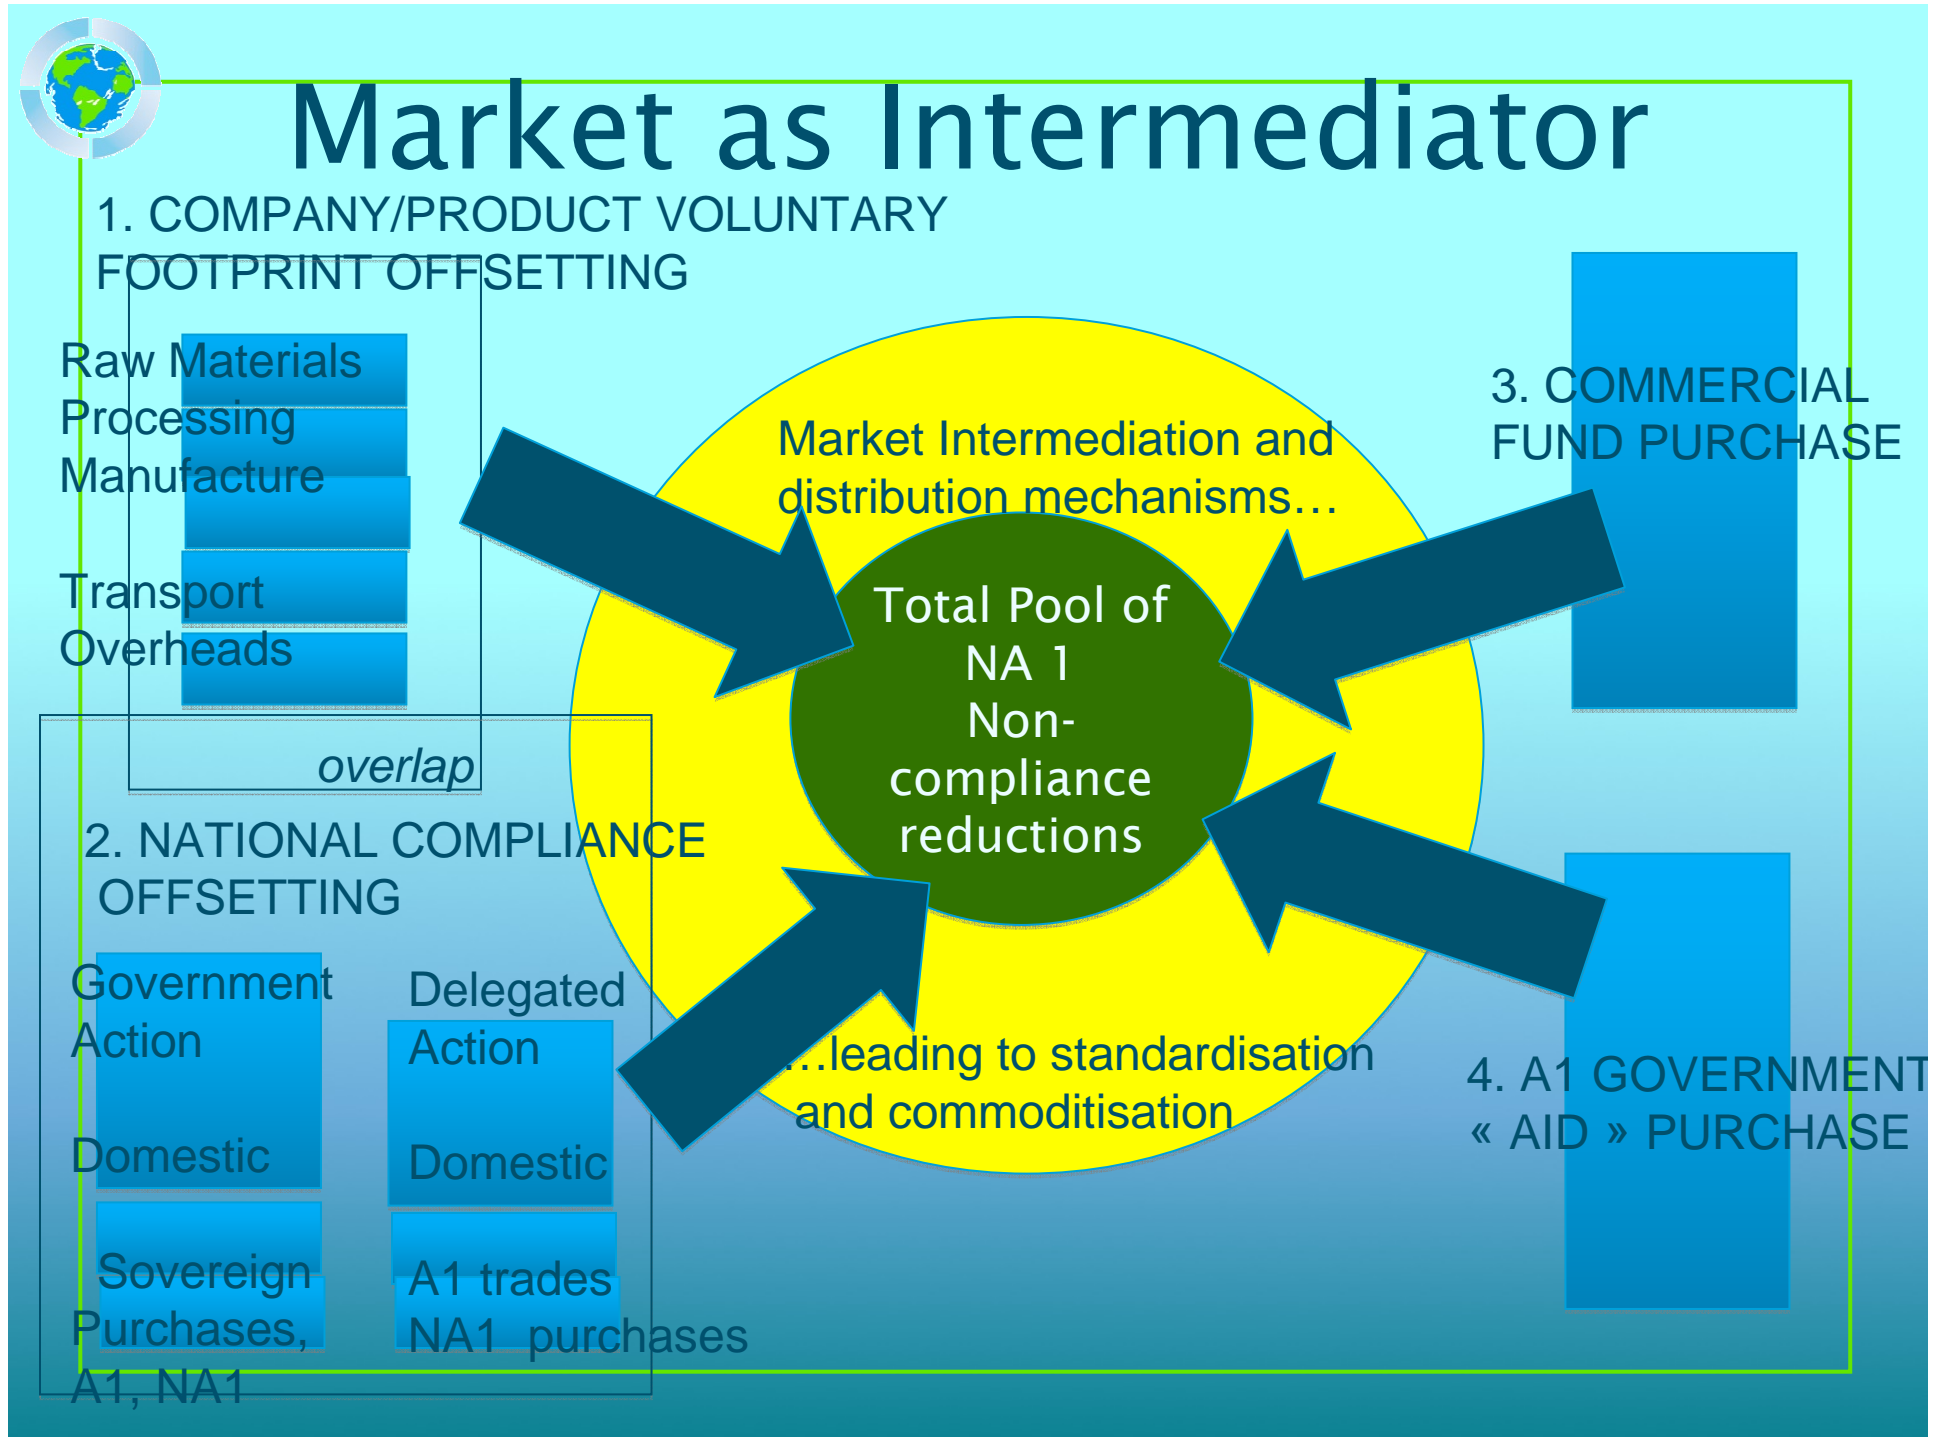 Market as Intermediator
1. COMPANY/PRODUCT VOLUNTARY
FOOTPRINT OFFSETTING
Raw Materials
Processing
Manufacture
Transport
Overheads
overlap
2. NATIONAL COMPLIANCE
OFFSETTING
Government
Action
Domestic
Sovereign
Purchases,
A1, NA1
Delegated
Action
Domestic
A1 trades
NA1 purchases
Market Intermediation and
distribution mechanisms…
Total Pool of
NA 1
Non-
compliance
reductions
…leading to standardisation
and commoditisation
3. COMMERCIAL
FUND PURCHASE
4. A1 GOVERNMENT
« AID » PURCHASE